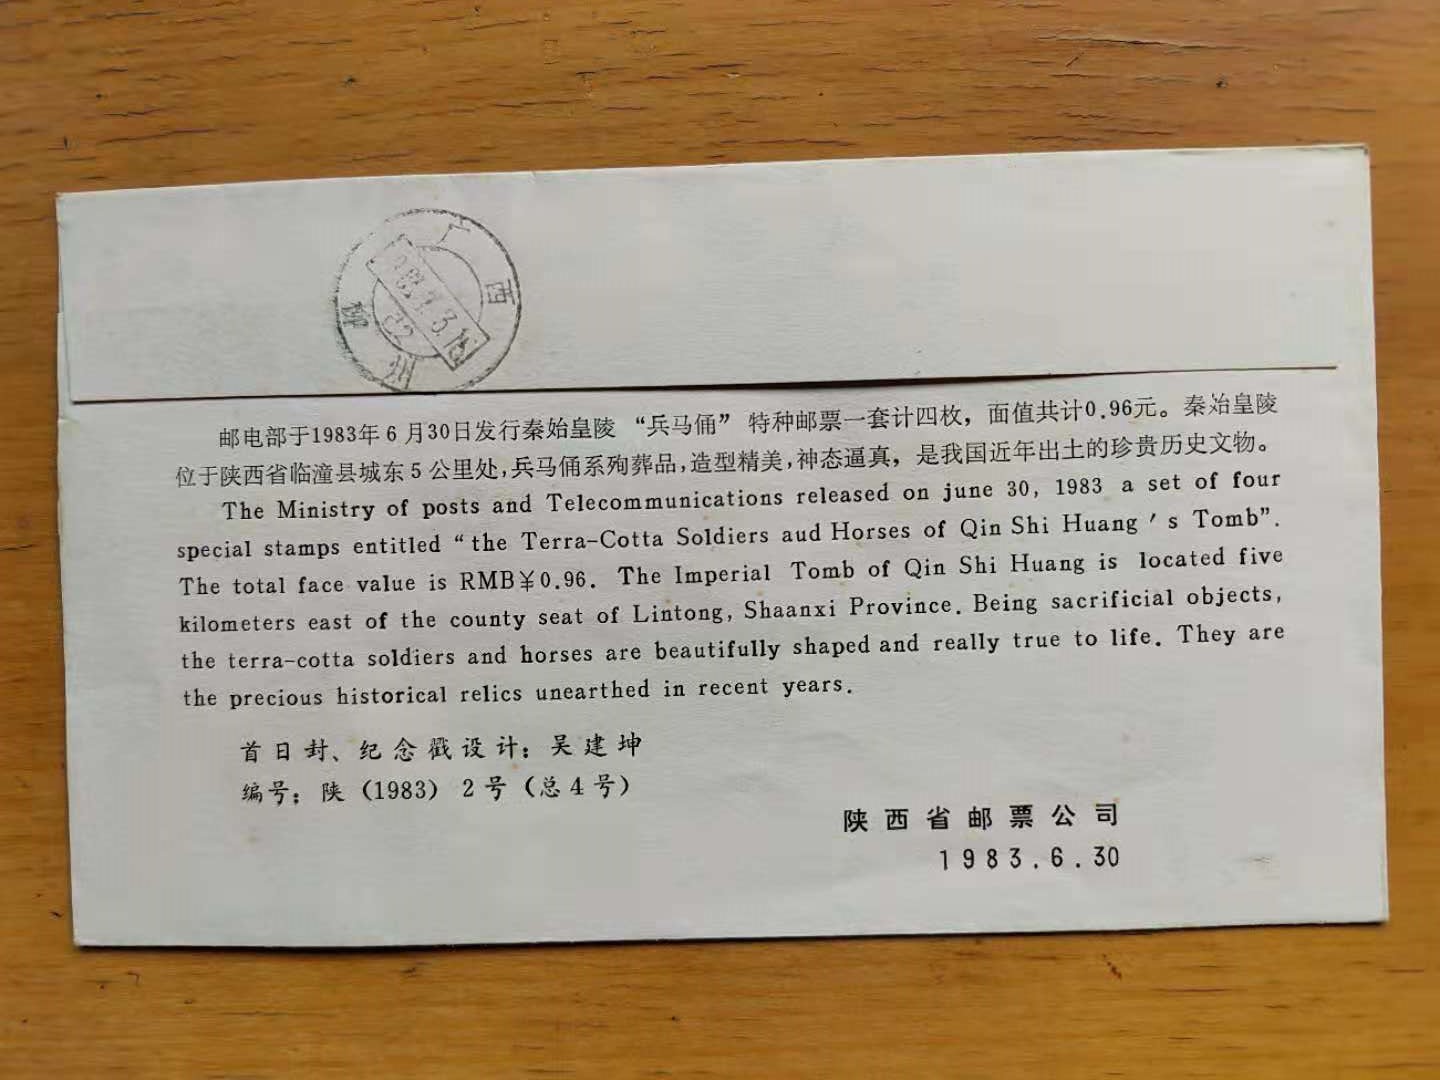 广西
柳州
83.7.3.16
22
邮电部于1983年6月30日发行秦始皇陵“兵马俑”特种邮票一套计四枚，面值共计0.96元。秦始皇陵
位于陕西省临潼县城东5公里处，兵马俑系殉葬品，造型精美，神态逼真，是我国近年出土的珍贵历史文物。
The Ministry of posts and Telecommunications released on june 30, 1983 a set of four
special stamps entitled “the Terra-Cotta Soldiers aud Horses of Qin Shi Huang ′ s Tomb”.
The total face value is RMB¥0.96. The Imperial Tomb of Qin Shi Huang is located five
kilometers east of the county seat of Lintong, Shaanxi Province. Being sacrificial objects,
the terra-cotta soldiers and horses are beautifully shaped and really true to life. They are
the precious historical relics unearthed in recent years.
首日封、纪念戳设计：吴建坤
编号：陕（1983）2号（总4号）
陕西省邮票公司
1983.6.30